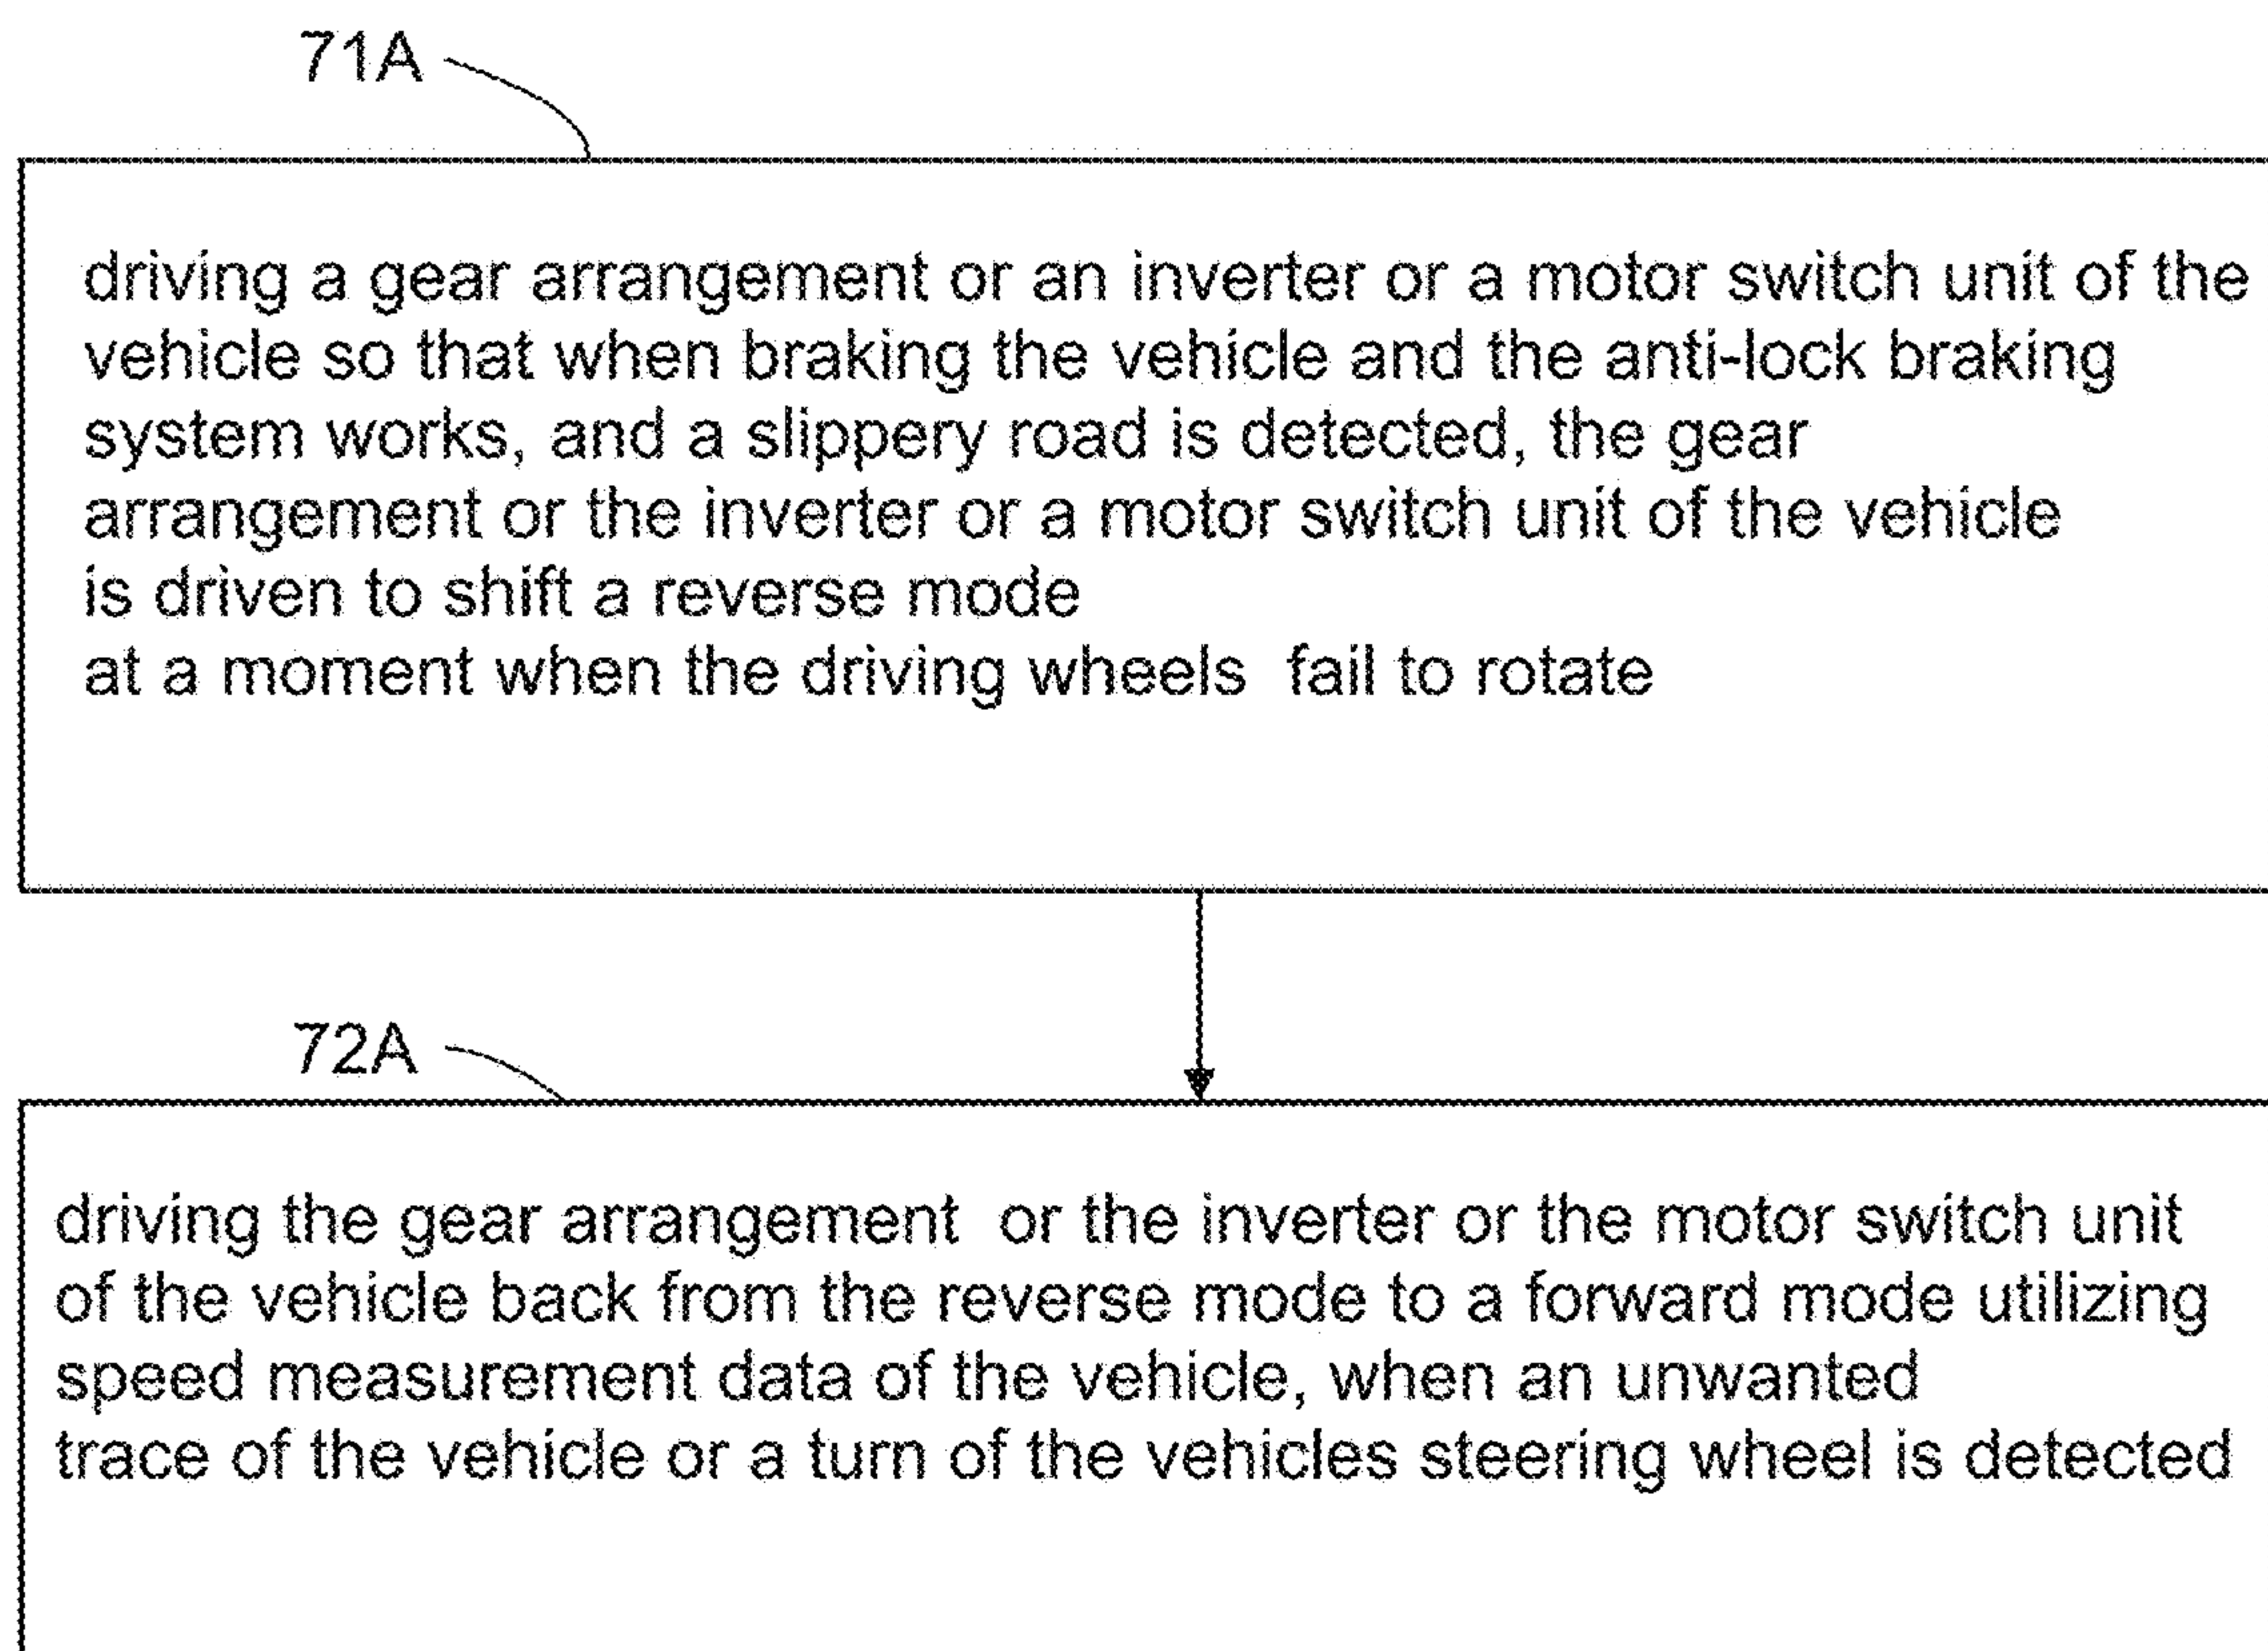 71A
driving a gear arrangement or an inverter or a motor switch unit of the
vehicle so that when braking the vehicle and the anti-lock braking
system works, and a slippery road is detected, the gear
arrangement or the inverter or a motor switch unit of the vehicle
is driven to shift a reverse mode
at a moment when the driving wheels fail to rotate
72A
driving the gear arrangement or the inverter or the motor switch unit
of the vehicle back from the reverse mode to a forward mode utilizing
speed measurement data of the vehicle, when an unwanted
trace of the vehicle or a turn of the vehicles steering wheel is detected